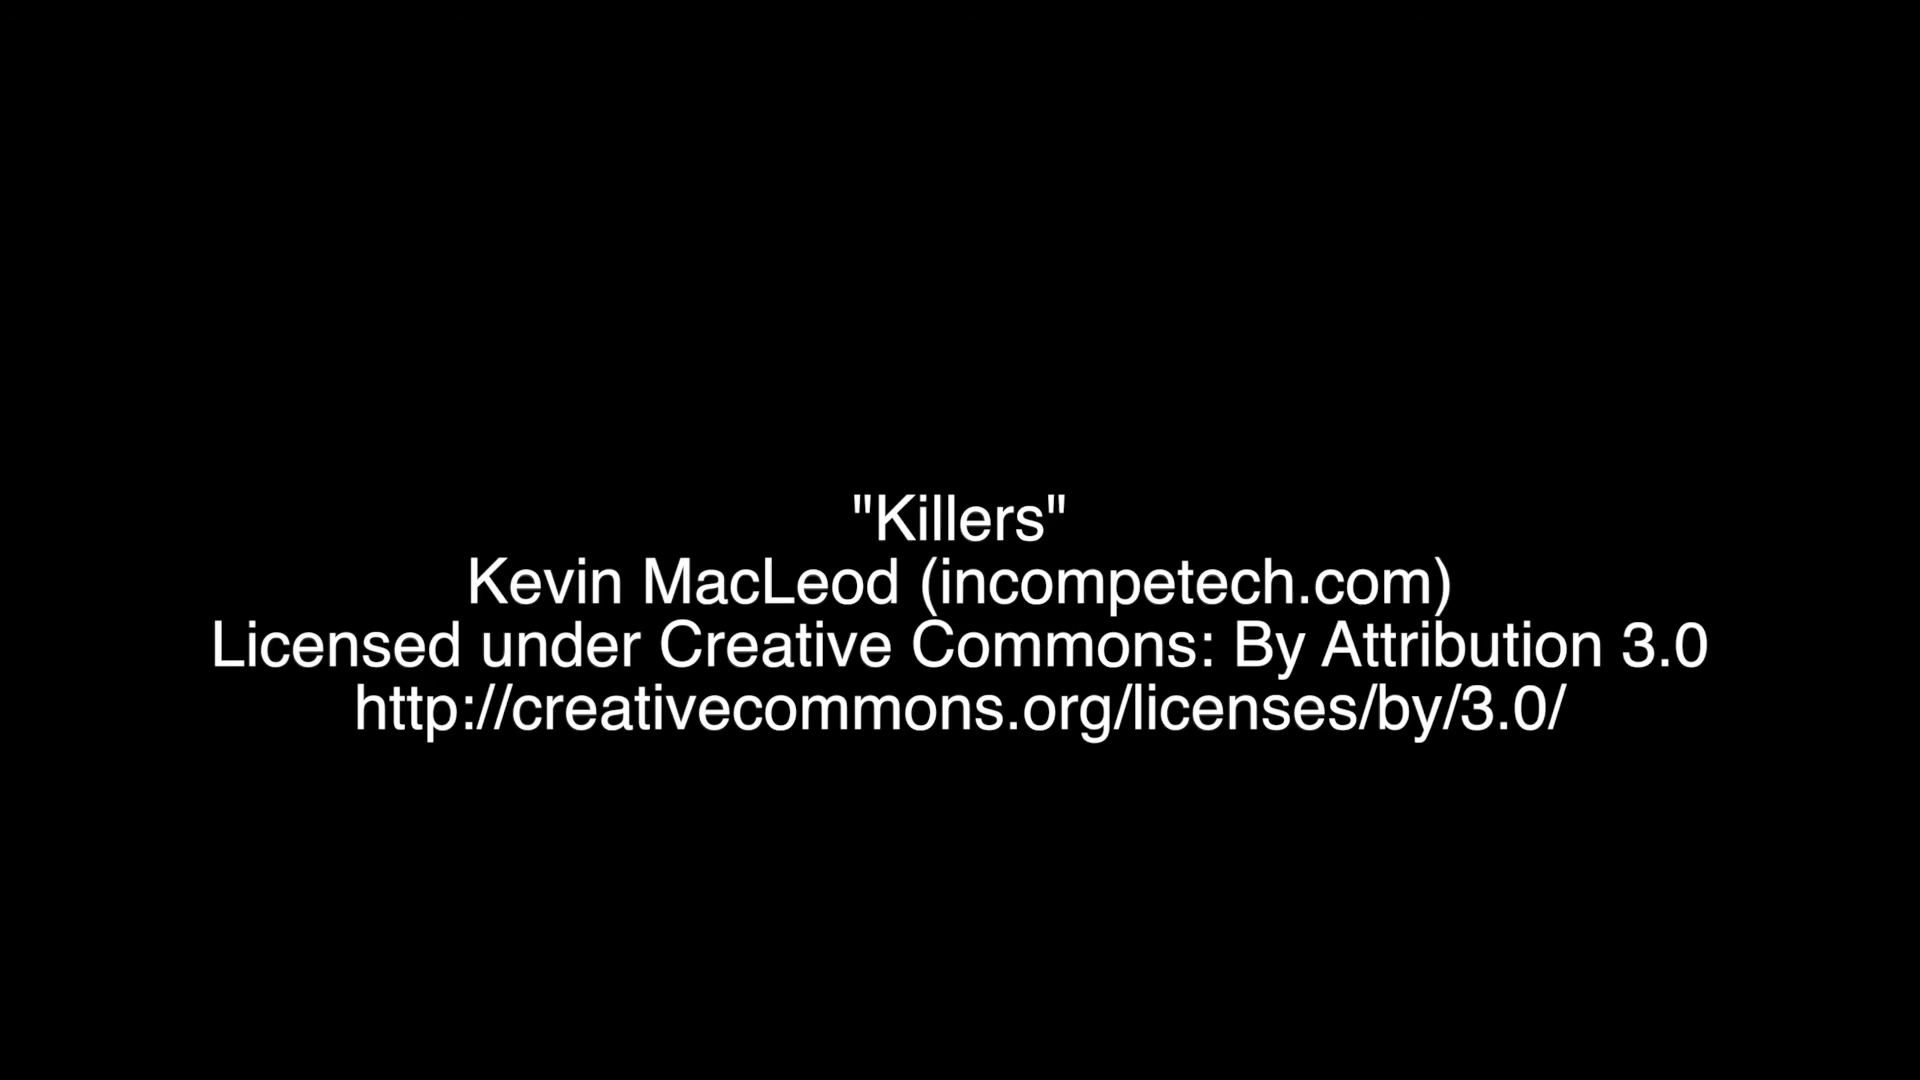 "Killers"
Kevin MacLeod (incompetech.com)
Licensed under Creative Commons: By Attribution 3.0
http://creativecommons.org/licenses/by/3.0/